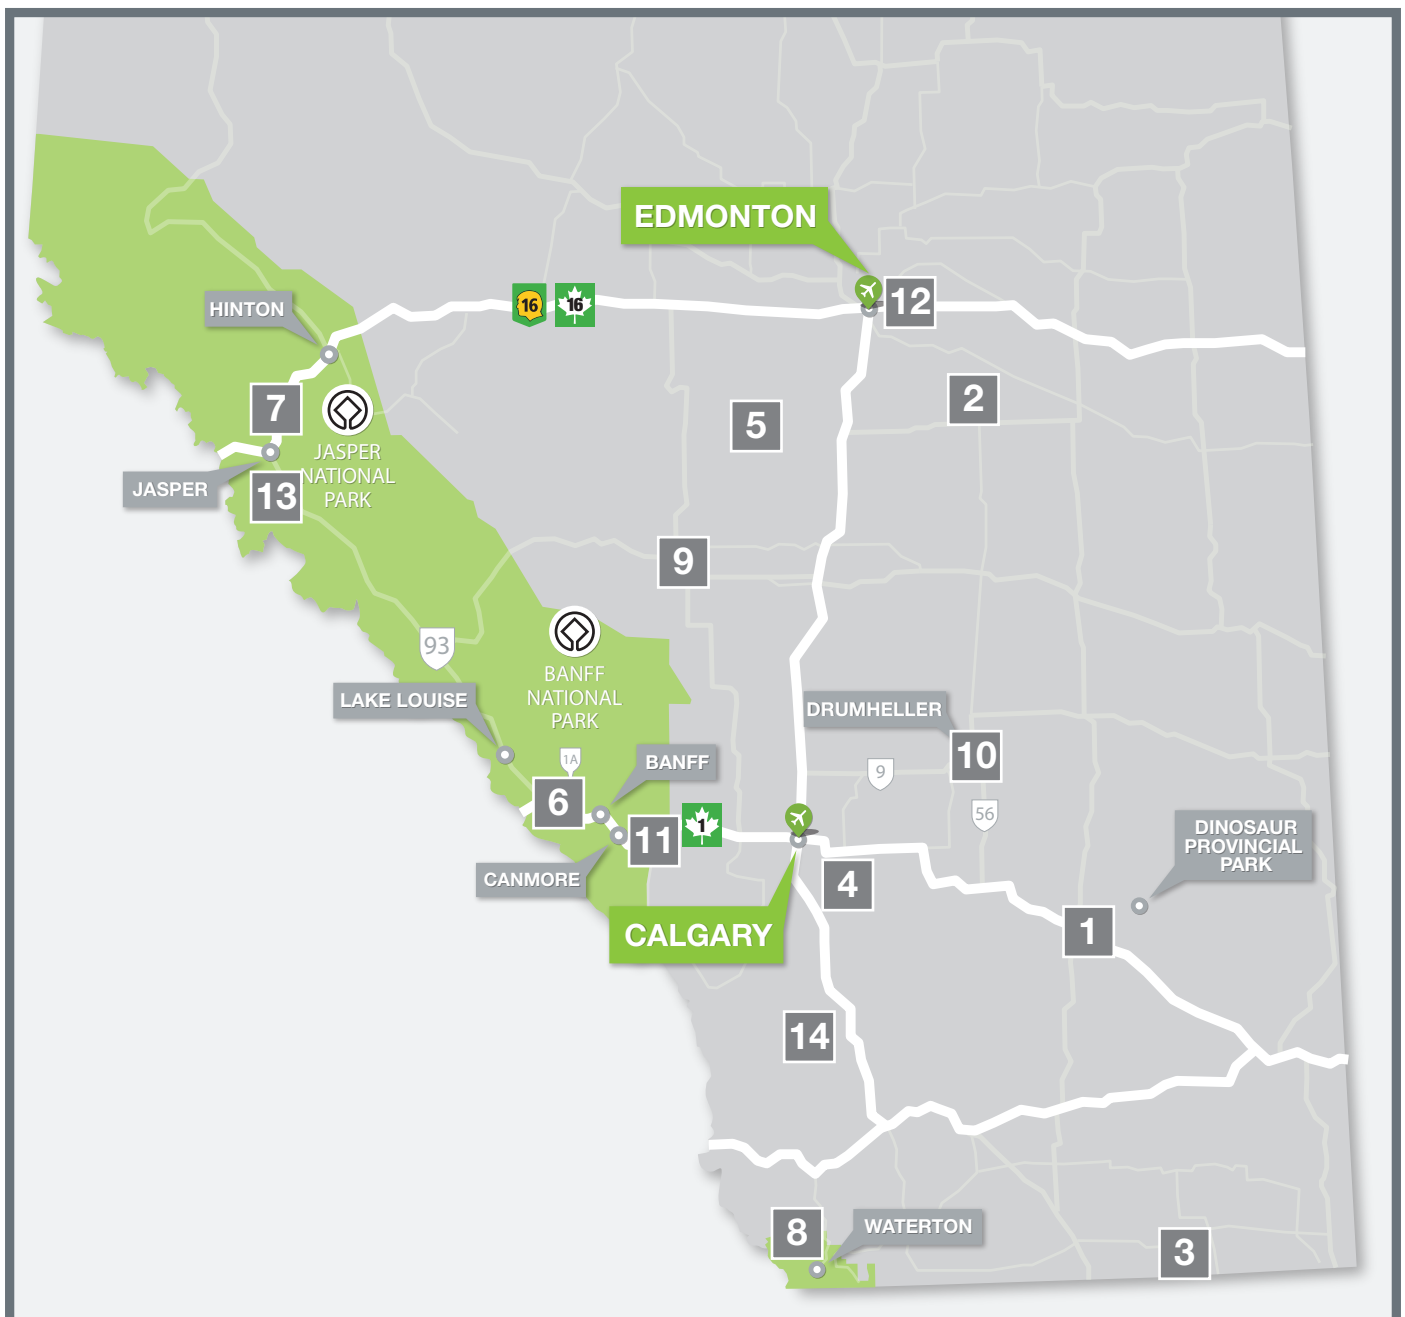 EDMONTON
12
HINTON
16
16
7
5
2
JASPER
NATIONAL
PARK
JASPER
13
9
93
BANFF
NATIONAL
PARK
LAKE LOUISE
DRUMHELLER
10
1A
BANFF
9
6
56
11
1
DINOSAUR
PROVINCIAL
PARK
CANMORE
4
CALGARY
1
14
8
WATERTON
3